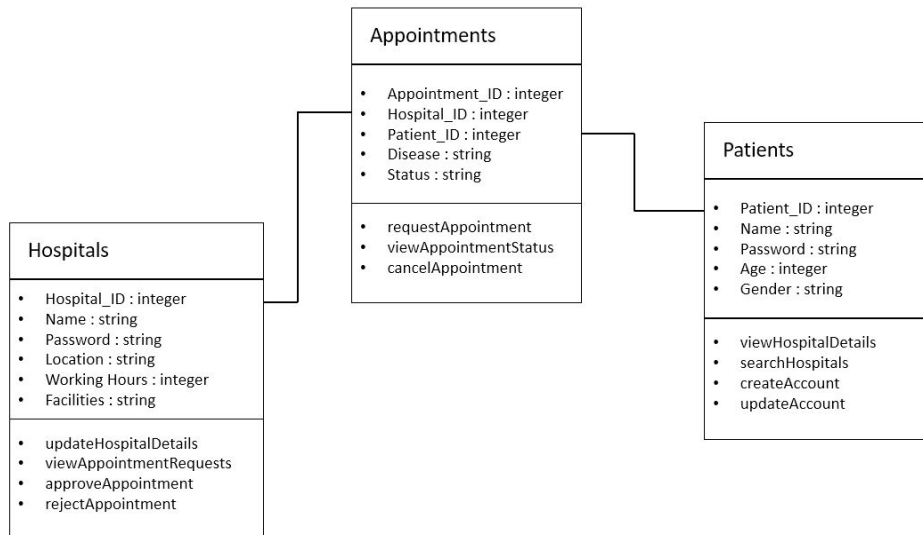 Appointments
• Appointment_ID : integer
• Hospital_ID : integer
• Patient_ID : integer
• Disease : string
• Status : string
• requestAppointment
• viewAppointmentStatus
• cancelAppointment
Patients
• Patient_ID : integer
• Name : string
• Password : string
• Age : integer
• Gender : string
• viewHospitalDetails
• searchHospitals
• createAccount
• updateAccount
Hospitals
• Hospital_ID : integer
• Name : string
• Password : string
• Location : string
• Working Hours : integer
• Facilities : string
• updateHospitalDetails
• viewAppointmentRequests
• approveAppointment
• rejectAppointment